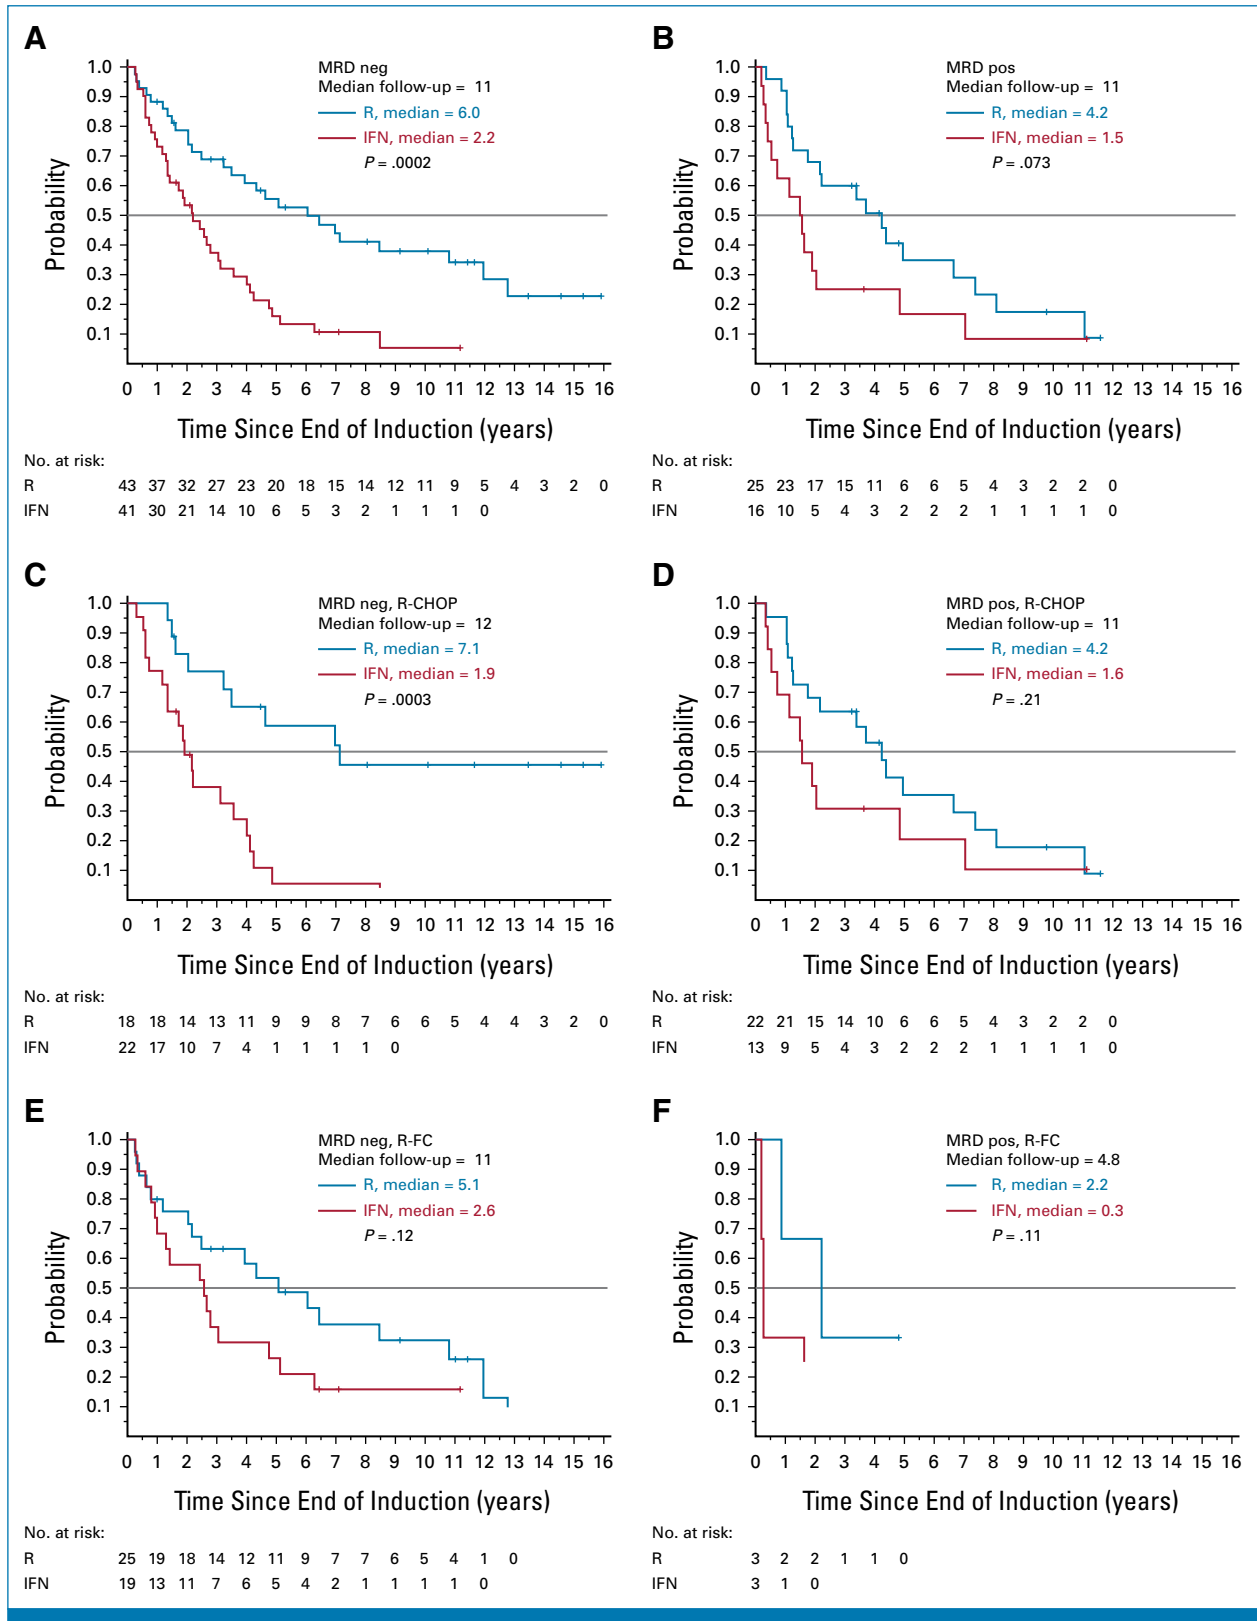 A
MRD neg
Median follow-up = 11
R, median = 6.0
IFN, median = 2.2
P = .0002
Probability
1.0
0.9
0.8
0.7
0.6
0.5
0.4
0.3
0.2
0.1
0 1 2 3 4 5 6 7 8 9 10 11 12 13 14 15 16
Time Since End of Induction (years)
No. at risk:
R 43 37 32 27 23 20 18 15 14 12 11 9 5 4 3 2 0
IFN 41 30 21 14 10 6 5 3 2 1 1 1 0
B
MRD pos
Median follow-up = 11
R, median = 4.2
IFN, median = 1.5
P = .073
Probability
1.0
0.9
0.8
0.7
0.6
0.5
0.4
0.3
0.2
0.1
0 1 2 3 4 5 6 7 8 9 10 11 12 13 14 15 16
Time Since End of Induction (years)
No. at risk:
R 25 23 17 15 11 6 6 5 4 3 2 2 0
IFN 16 10 5 4 3 2 2 2 1 1 1 1 0
C
MRD neg, R-CHOP
Median follow-up = 12
R, median = 7.1
IFN, median = 1.9
P = .0003
Probability
1.0
0.9
0.8
0.7
0.6
0.5
0.4
0.3
0.2
0.1
0 1 2 3 4 5 6 7 8 9 10 11 12 13 14 15 16
Time Since End of Induction (years)
No. at risk:
R 18 18 14 13 11 9 9 8 7 6 6 5 4 4 3 2 0
IFN 22 17 10 7 4 1 1 1 1 0
D
MRD pos, R-CHOP
Median follow-up = 11
R, median = 4.2
IFN, median = 1.6
P = .21
Probability
1.0
0.9
0.8
0.7
0.6
0.5
0.4
0.3
0.2
0.1
0 1 2 3 4 5 6 7 8 9 10 11 12 13 14 15 16
Time Since End of Induction (years)
No. at risk:
R 22 21 15 14 10 6 6 5 4 3 2 2 0
IFN 13 9 5 4 3 2 2 2 1 1 1 1 0
E
MRD neg, R-FC
Median follow-up = 11
R, median = 5.1
IFN, median = 2.6
P = .12
Probability
1.0
0.9
0.8
0.7
0.6
0.5
0.4
0.3
0.2
0.1
0 1 2 3 4 5 6 7 8 9 10 11 12 13 14 15 16
Time Since End of Induction (years)
No. at risk:
R 25 19 18 14 12 11 9 7 7 6 5 4 1 0
IFN 19 13 11 7 6 5 4 2 1 1 1 1 0
F
MRD pos, R-FC
Median follow-up = 4.8
R, median = 2.2
IFN, median = 0.3
P = .11
Probability
1.0
0.9
0.8
0.7
0.6
0.5
0.4
0.3
0.2
0.1
0 1 2 3 4 5 6 7 8 9 10 11 12 13 14 15 16
Time Since End of Induction (years)
No. at risk:
R 3 2 2 1 1 0
IFN 3 1 0